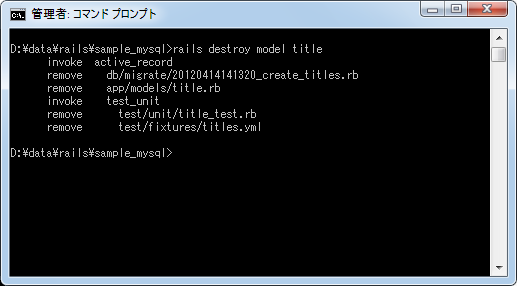 管理者: コマンド プロンプト
D:¥data¥rails¥sample_mysql>rails destroy model title
      invoke  active_record
      remove    db/migrate/20120414141320_create_titles.rb
      remove    app/models/title.rb
      invoke    test_unit
      remove      test/unit/title_test.rb
      remove      test/fixtures/titles.yml
D:¥data¥rails¥sample_mysql>